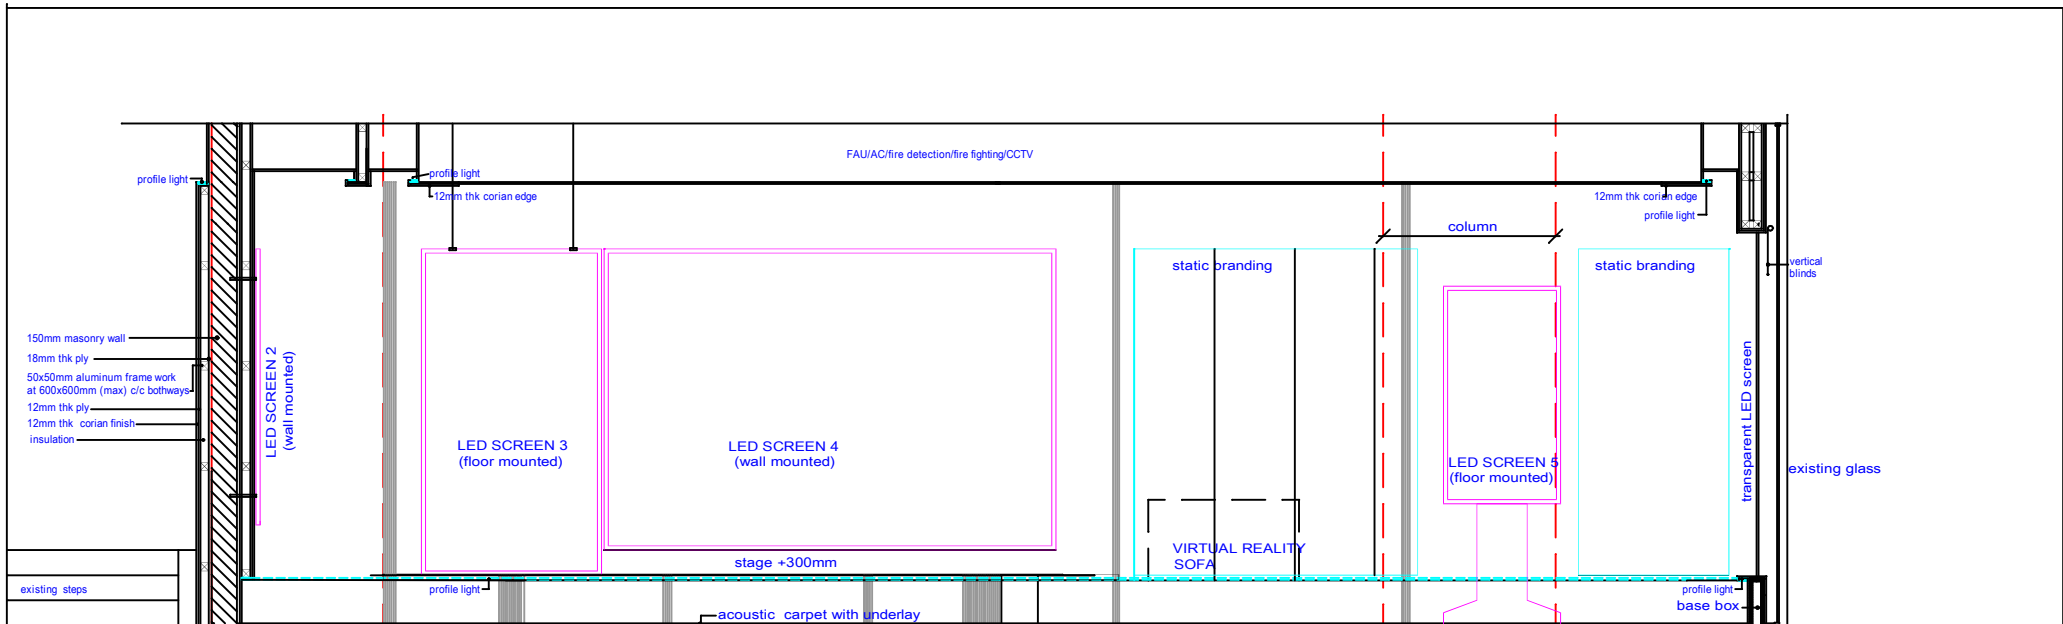 FAU/AC/fire detection/fire fighting/CCTV
profile light
profile light
12mm thk corian edge
12mm thk corian edge
profile light
column
static branding
static branding
vertical
blinds
150mm masonry wall
18mm thk ply
50x50mm aluminum frame work
at 600x600mm (max) c/c bothways
12mm thk ply
12mm thk  corian finish
insulation
LED SCREEN 2
(wall mounted)
LED SCREEN 3
(floor mounted)
LED SCREEN 4
(wall mounted)
LED SCREEN 5
(floor mounted)
transparent LED screen
existing glass
VIRTUAL REALITY
SOFA
stage +300mm
existing steps
profile light
profile light
base box
acoustic  carpet with underlay